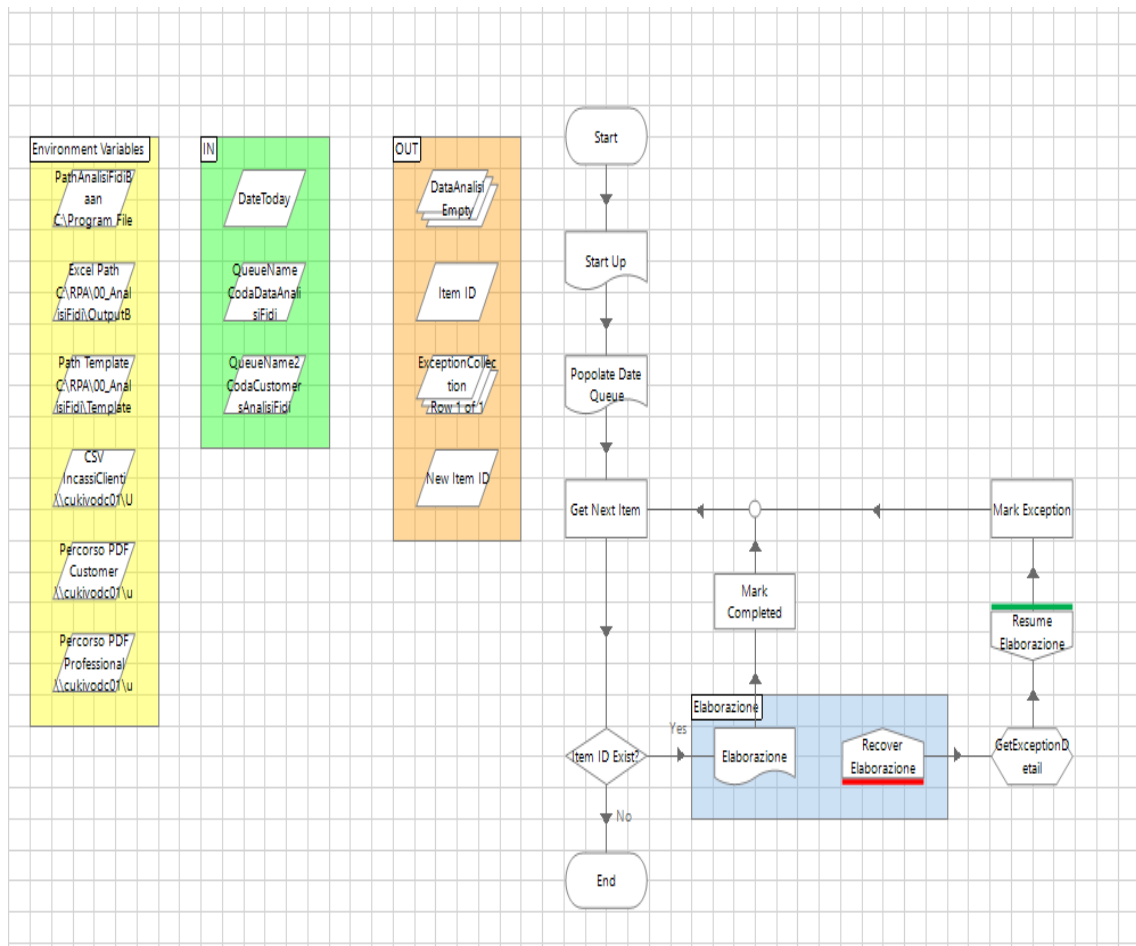 Environment Variables
PathAnalisiFidiB
aan
C:\Program File
Excel Path
C:\RPA\00_Anal
isiFidi\OutputB
Path Template
C:\RPA\00_Anal
isiFidi\Template
CSV
IncassiClienti
\\cukivodc01\U
Percorso PDF
Customer
\\cukivodc01\u
Percorso PDF
Professional
\\cukivodc01\u
IN
DateToday
QueueName
CodaDataAnali
siFidi
QueueName2
CodaCustomer
sAnalisiFidi
OUT
DataAnalisi
Empty
Item ID
ExceptionCollec
tion
Row 1 of 1
New Item ID
Start
Start Up
Popolate Date
Queue
Get Next Item
Mark Exception
Mark
Completed
Resume
Elaborazione
Elaborazione
Yes
Item ID Exist?
Elaborazione
Recover
Elaborazione
GetExceptionD
etail
No
End